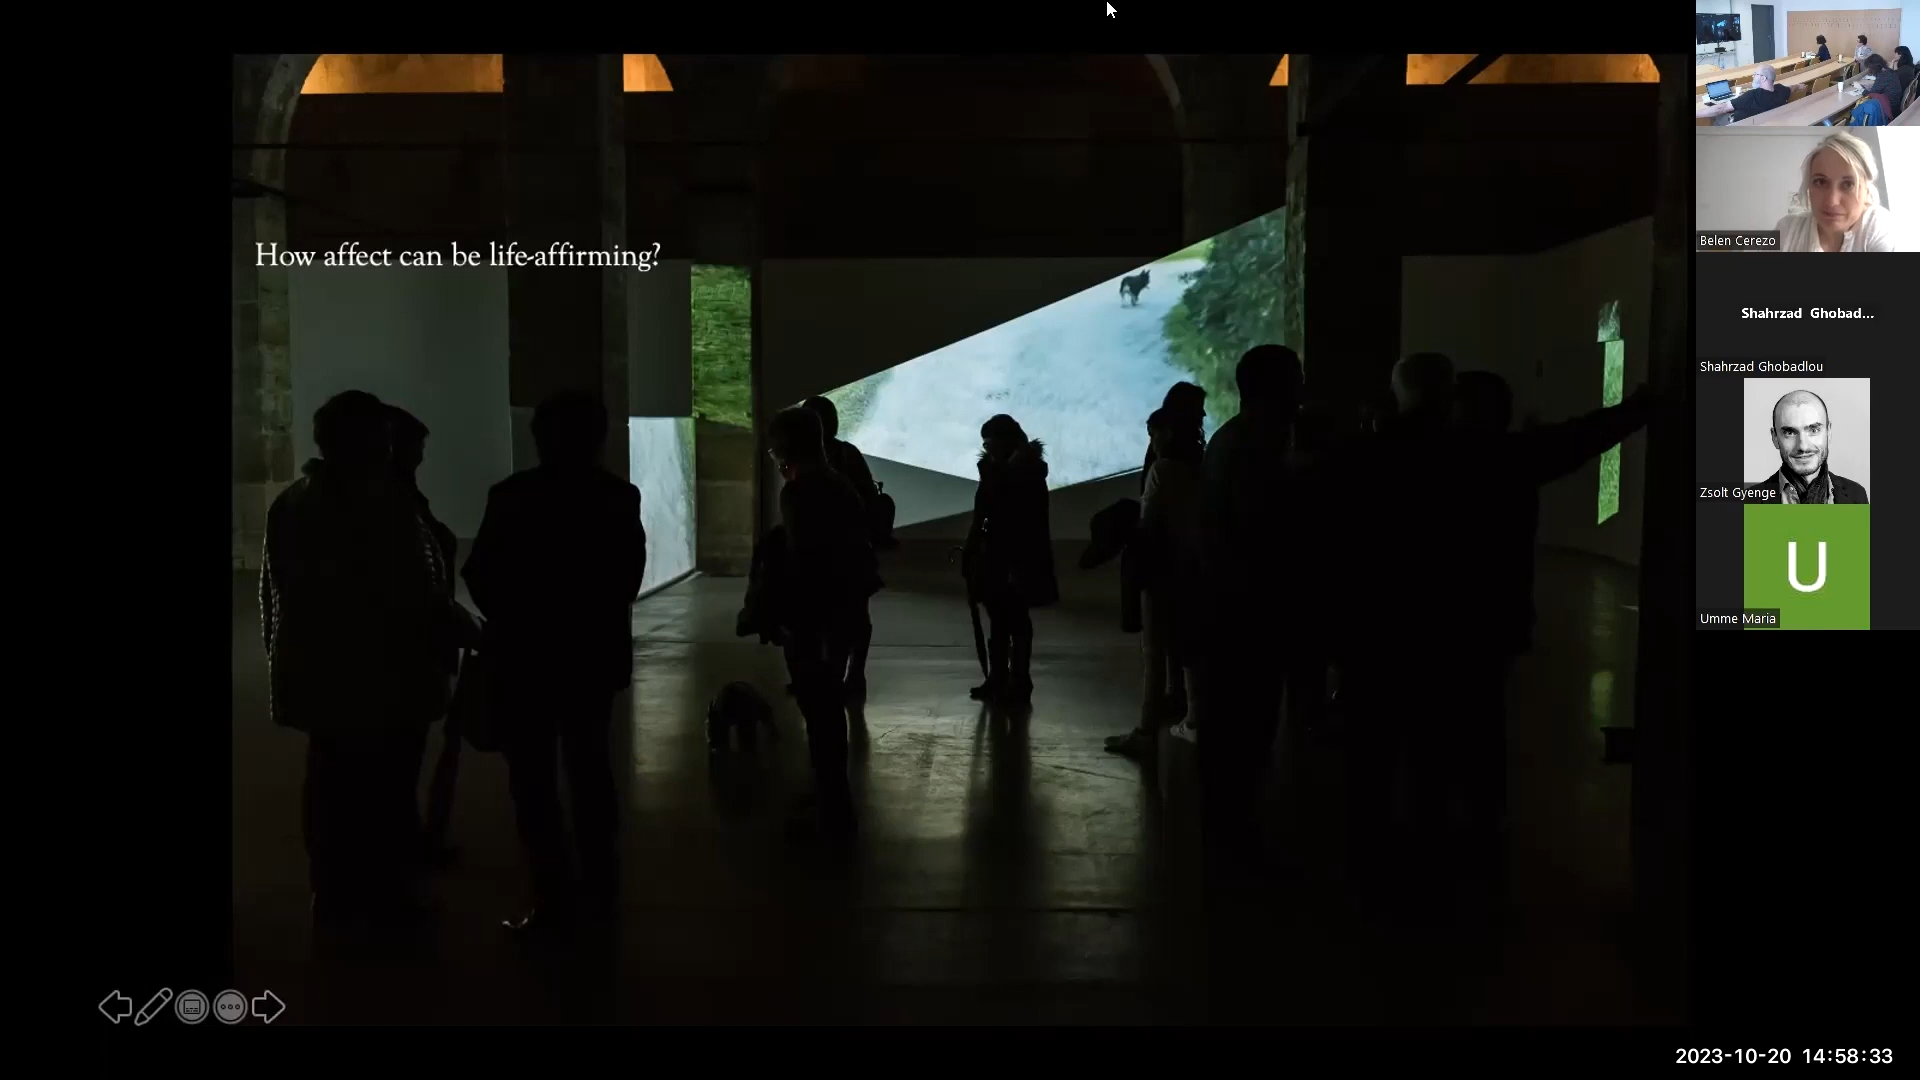 How affect can be life-affirming?
Belen Cerezo
Shahrzad Ghobad...
Shahrzad Ghobadlou
Zsolt Gyenge
U
Umme Maria
2023-10-20 14:58:33